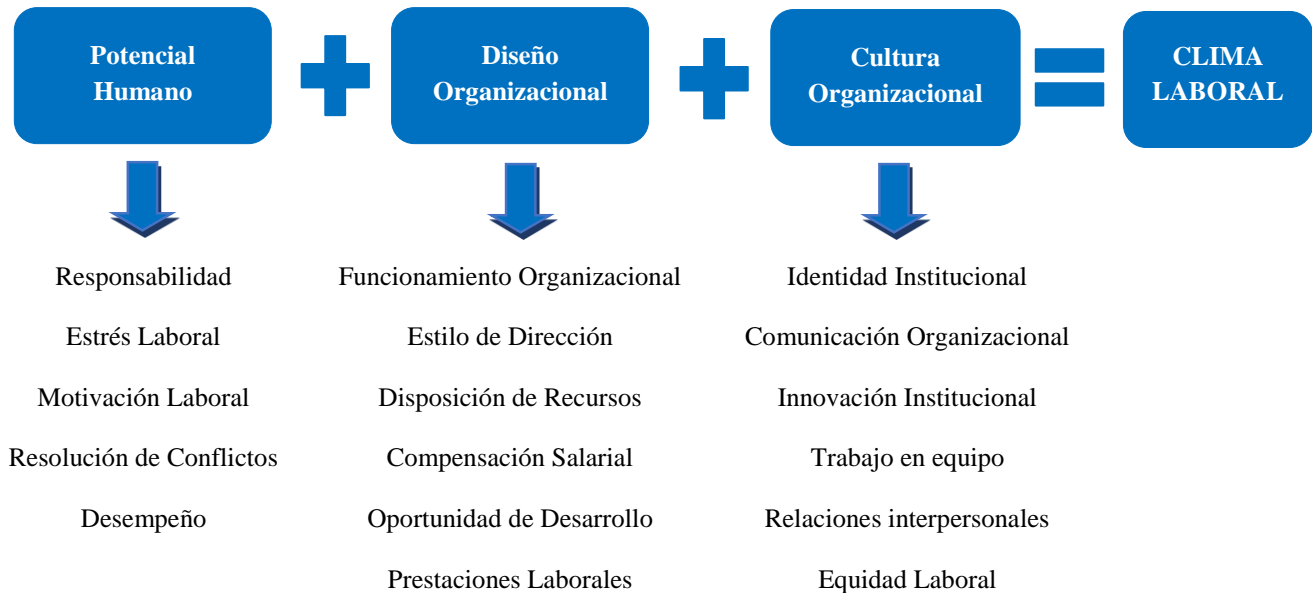 Potencial
Humano
Diseño
Organizacional
Cultura
Organizacional
CLIMA
LABORAL
Responsabilidad
Estrés Laboral
Motivación Laboral
Resolución de Conflictos
Desempeño
Funcionamiento Organizacional
Estilo de Dirección
Disposición de Recursos
Compensación Salarial
Oportunidad de Desarrollo
Prestaciones Laborales
Identidad Institucional
Comunicación Organizacional
Innovación Institucional
Trabajo en equipo
Relaciones interpersonales
Equidad Laboral